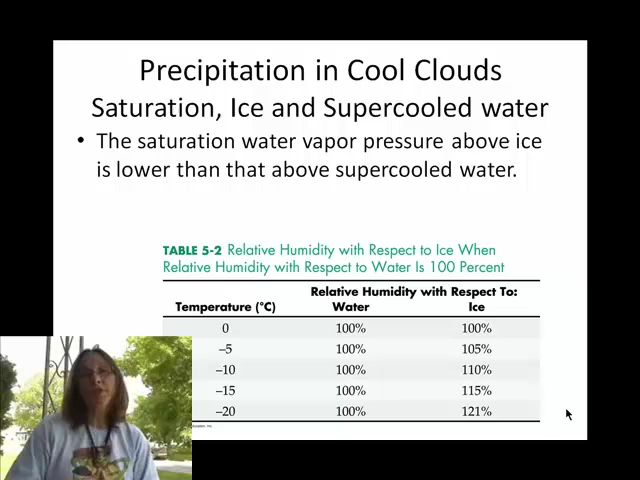 Precipitation in Cool Clouds
Saturation, Ice and Supercooled water
• The saturation water vapor pressure above ice
is lower than that above supercooled water.
TABLE 5-2 Relative Humidity with Respect to Ice When
Relative Humidity with Respect to Water Is 100 Percent
Relative Humidity with Respect To:
Temperature (°C) Water Ice
0 100% 100%
–5 100% 105%
–10 100% 110%
–15 100% 115%
–20 100% 121%